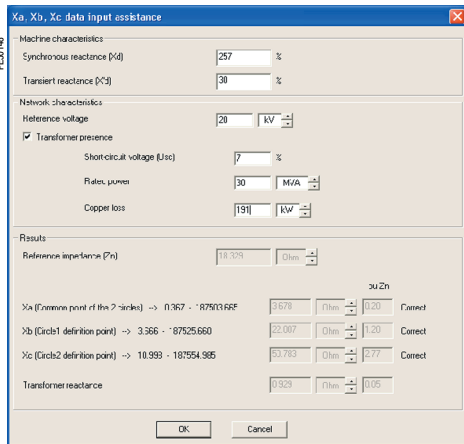 Xa, Xb, Xc data input assistance
Machine characteristics
Synchronous reactance (Xd) 257 %
Transient reactance (X'd) 30 %
Network characteristics
Reference voltage 20 kV
Transformer presence
Short-circuit voltage (Usc) 7 %
Rated power 30 MVA
Copper loss 191 kW
Results
Reference impedance (Zn) 18.329 Ohm
pu Zn
Xa (Common point of the 2 circles) --> 0.367 - 187503.665 3.678 Ohm 0.20 Correct
Xb (Circle1 definition point) --> 3.666 - 187525.660 22.007 Ohm 1.20 Correct
Xc (Circle2 definition point) --> 10.998 - 187554.985 53.783 Ohm 2.77 Correct
Transformer reactance 0.929 Ohm 0.05
OK Cancel